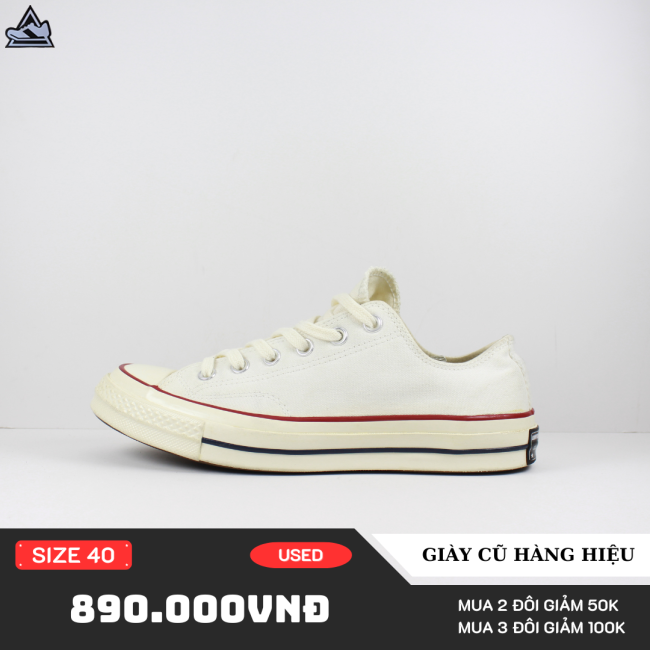 SIZE 40
USED
GIÀY CŨ HÀNG HIỆU
890.000VNĐ
MUA 2 ĐÔI GIẢM 50K
MUA 3 ĐÔI GIẢM 100K